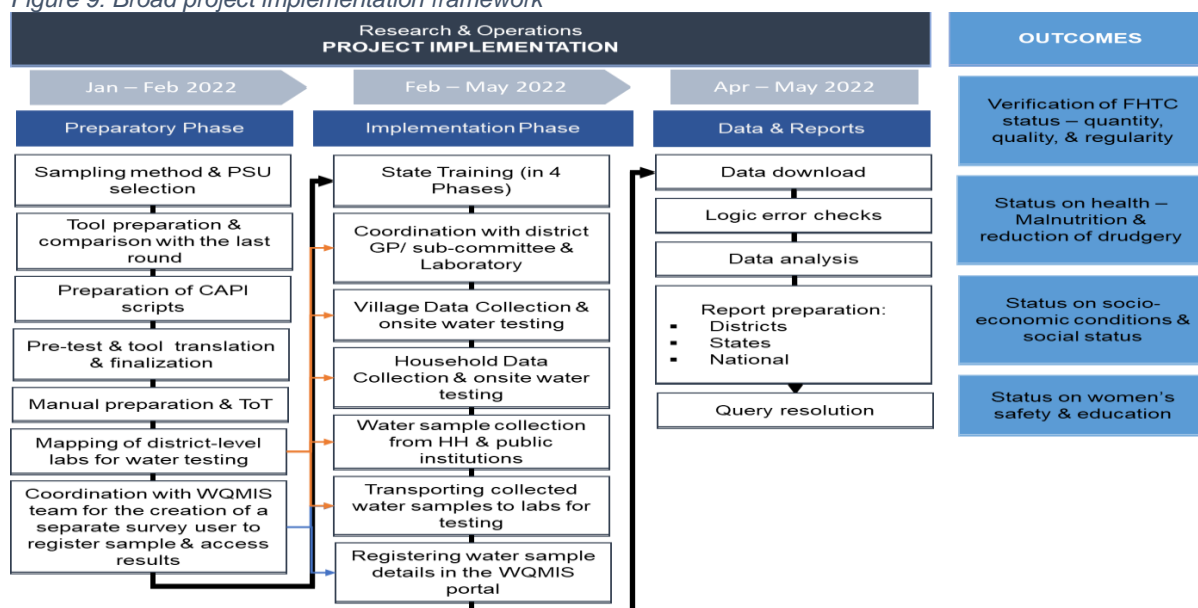 Figure 9: Broad project implementation framework
Research & Operations
PROJECT IMPLEMENTATION
OUTCOMES
Jan – Feb 2022
Feb – May 2022
Apr – May 2022
Preparatory Phase
Implementation Phase
Data & Reports
Sampling method & PSU
selection
Tool preparation &
comparison with the last
round
Preparation of CAPI
scripts
Pre-test & tool translation
& finalization
Manual preparation & ToT
Mapping of district-level
labs for water testing
Coordination with WQMIS
team for the creation of a
separate survey user to
register sample & access
results
State Training (in 4
Phases)
Coordination with district
GP/ sub-committee &
Laboratory
Village Data Collection &
onsite water testing
Household Data
Collection & onsite water
testing
Water sample collection
from HH & public
institutions
Transporting collected
water samples to labs for
testing
Registering water sample
details in the WQMIS
portal
Data download
Logic error checks
Data analysis
Report preparation:
▪ Districts
▪ States
▪ National
Query resolution
Verification of FHTC
status – quantity,
quality, & regularity
Status on health –
Malnutrition &
reduction of drudgery
Status on socio-
economic conditions &
social status
Status on women's
safety & education